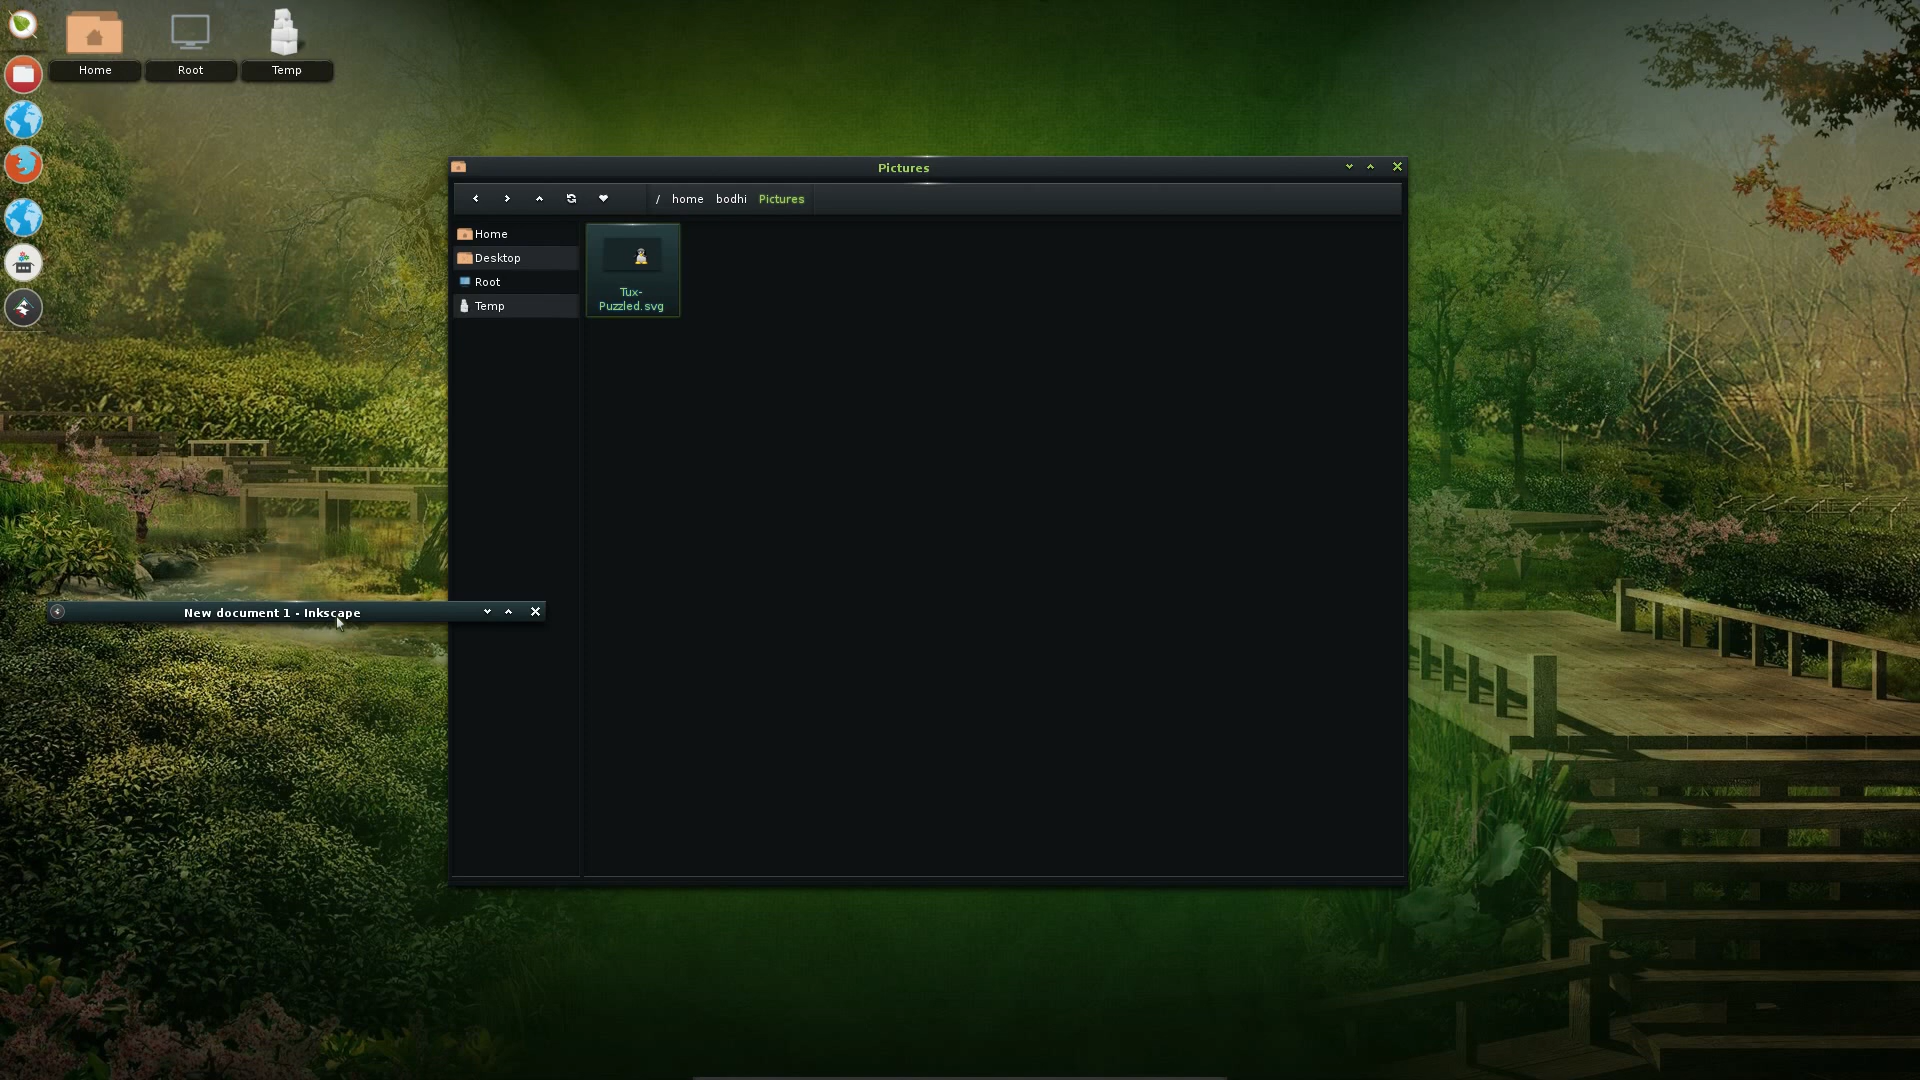 Home
Root
Temp
Pictures
/ home bodhi Pictures
Home
Desktop
Root
Temp
Tux-
Puzzled.svg
New document 1 - Inkscape